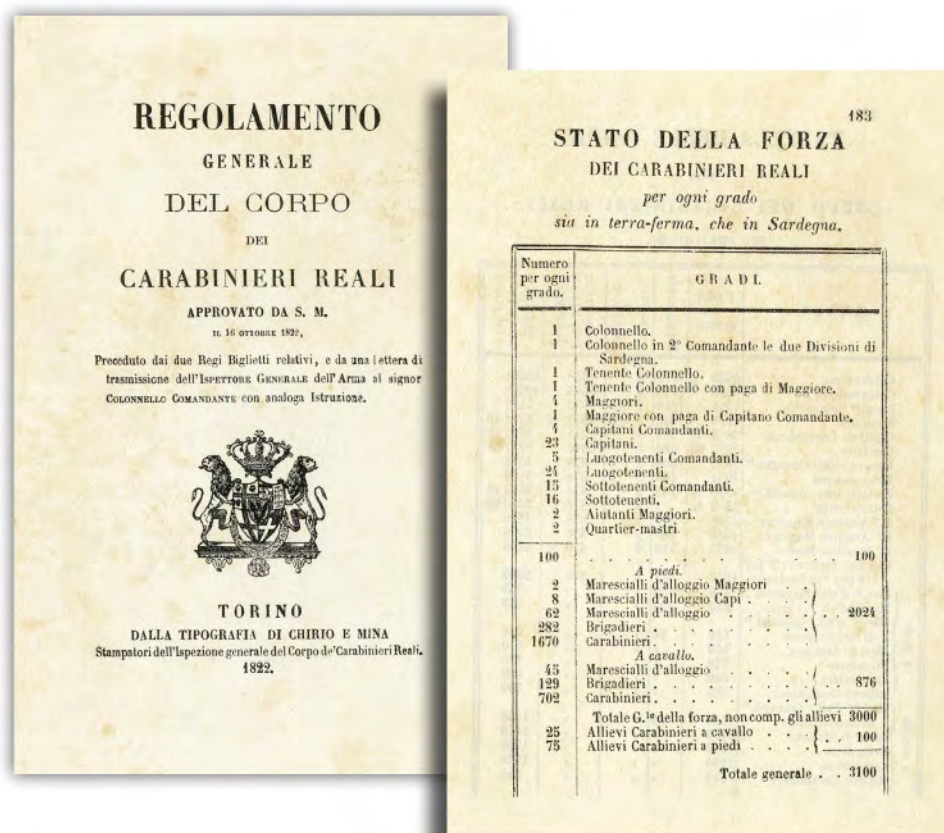 REGOLAMENTO
GENERALE
DEL CORPO
DEI
CARABINIERI REALI
APPROVATO DA S. M.
IL 16 OTTOBRE 1822,
Preceduto dai due Regi Biglietti relativi, e da una lettera di
trasmissione dell'ISPETTORE GENERALE dell'Arma al signor
COLONNELLO COMANDANTE con analoga Istruzione.
TORINO
DALLA TIPOGRAFIA DI CHIRIO E MINA
Stampatori dell'Ispezione generale del Corpo de'Carabinieri Reali.
1822.
183
STATO DELLA FORZA
DEI CARABINIERI REALI
per ogni grado
sia in terra-ferma, che in Sardegna.
Numero
per ogni
grado.
GRADI.
1 Colonnello.
1 Colonnello in 2° Comandante le due Divisioni di
Sardegna.
1 Tenente Colonnello.
1 Tenente Colonnello con paga di Maggiore.
4 Maggiori.
1 Maggiore con paga di Capitano Comandante.
4 Capitani Comandanti.
23 Capitani.
5 Luogotenenti Comandanti.
24 Luogotenenti.
15 Sottotenenti Comandanti.
16 Sottotenenti.
2 Aiutanti Maggiori.
2 Quartier-mastri.
100 . . . . . . . . 100
A piedi.
2 Marescialli d'alloggio Maggiori . .
8 Marescialli d'alloggio Capi . . . .
62 Marescialli d'alloggio . . . . . . . 2024
282 Brigadieri . . . . . . . .
1670 Carabinieri . . . . . . . .
A cavallo.
45 Marescialli d'alloggio . . . . .
129 Brigadieri . . . . . . . . . . 876
702 Carabinieri . . . . . . . .
Totale G.le della forza, non comp. gli allievi 3000
25 Allievi Carabinieri a cavallo . . . . . 100
75 Allievi Carabinieri a piedi . . . .
Totale generale . . 3100